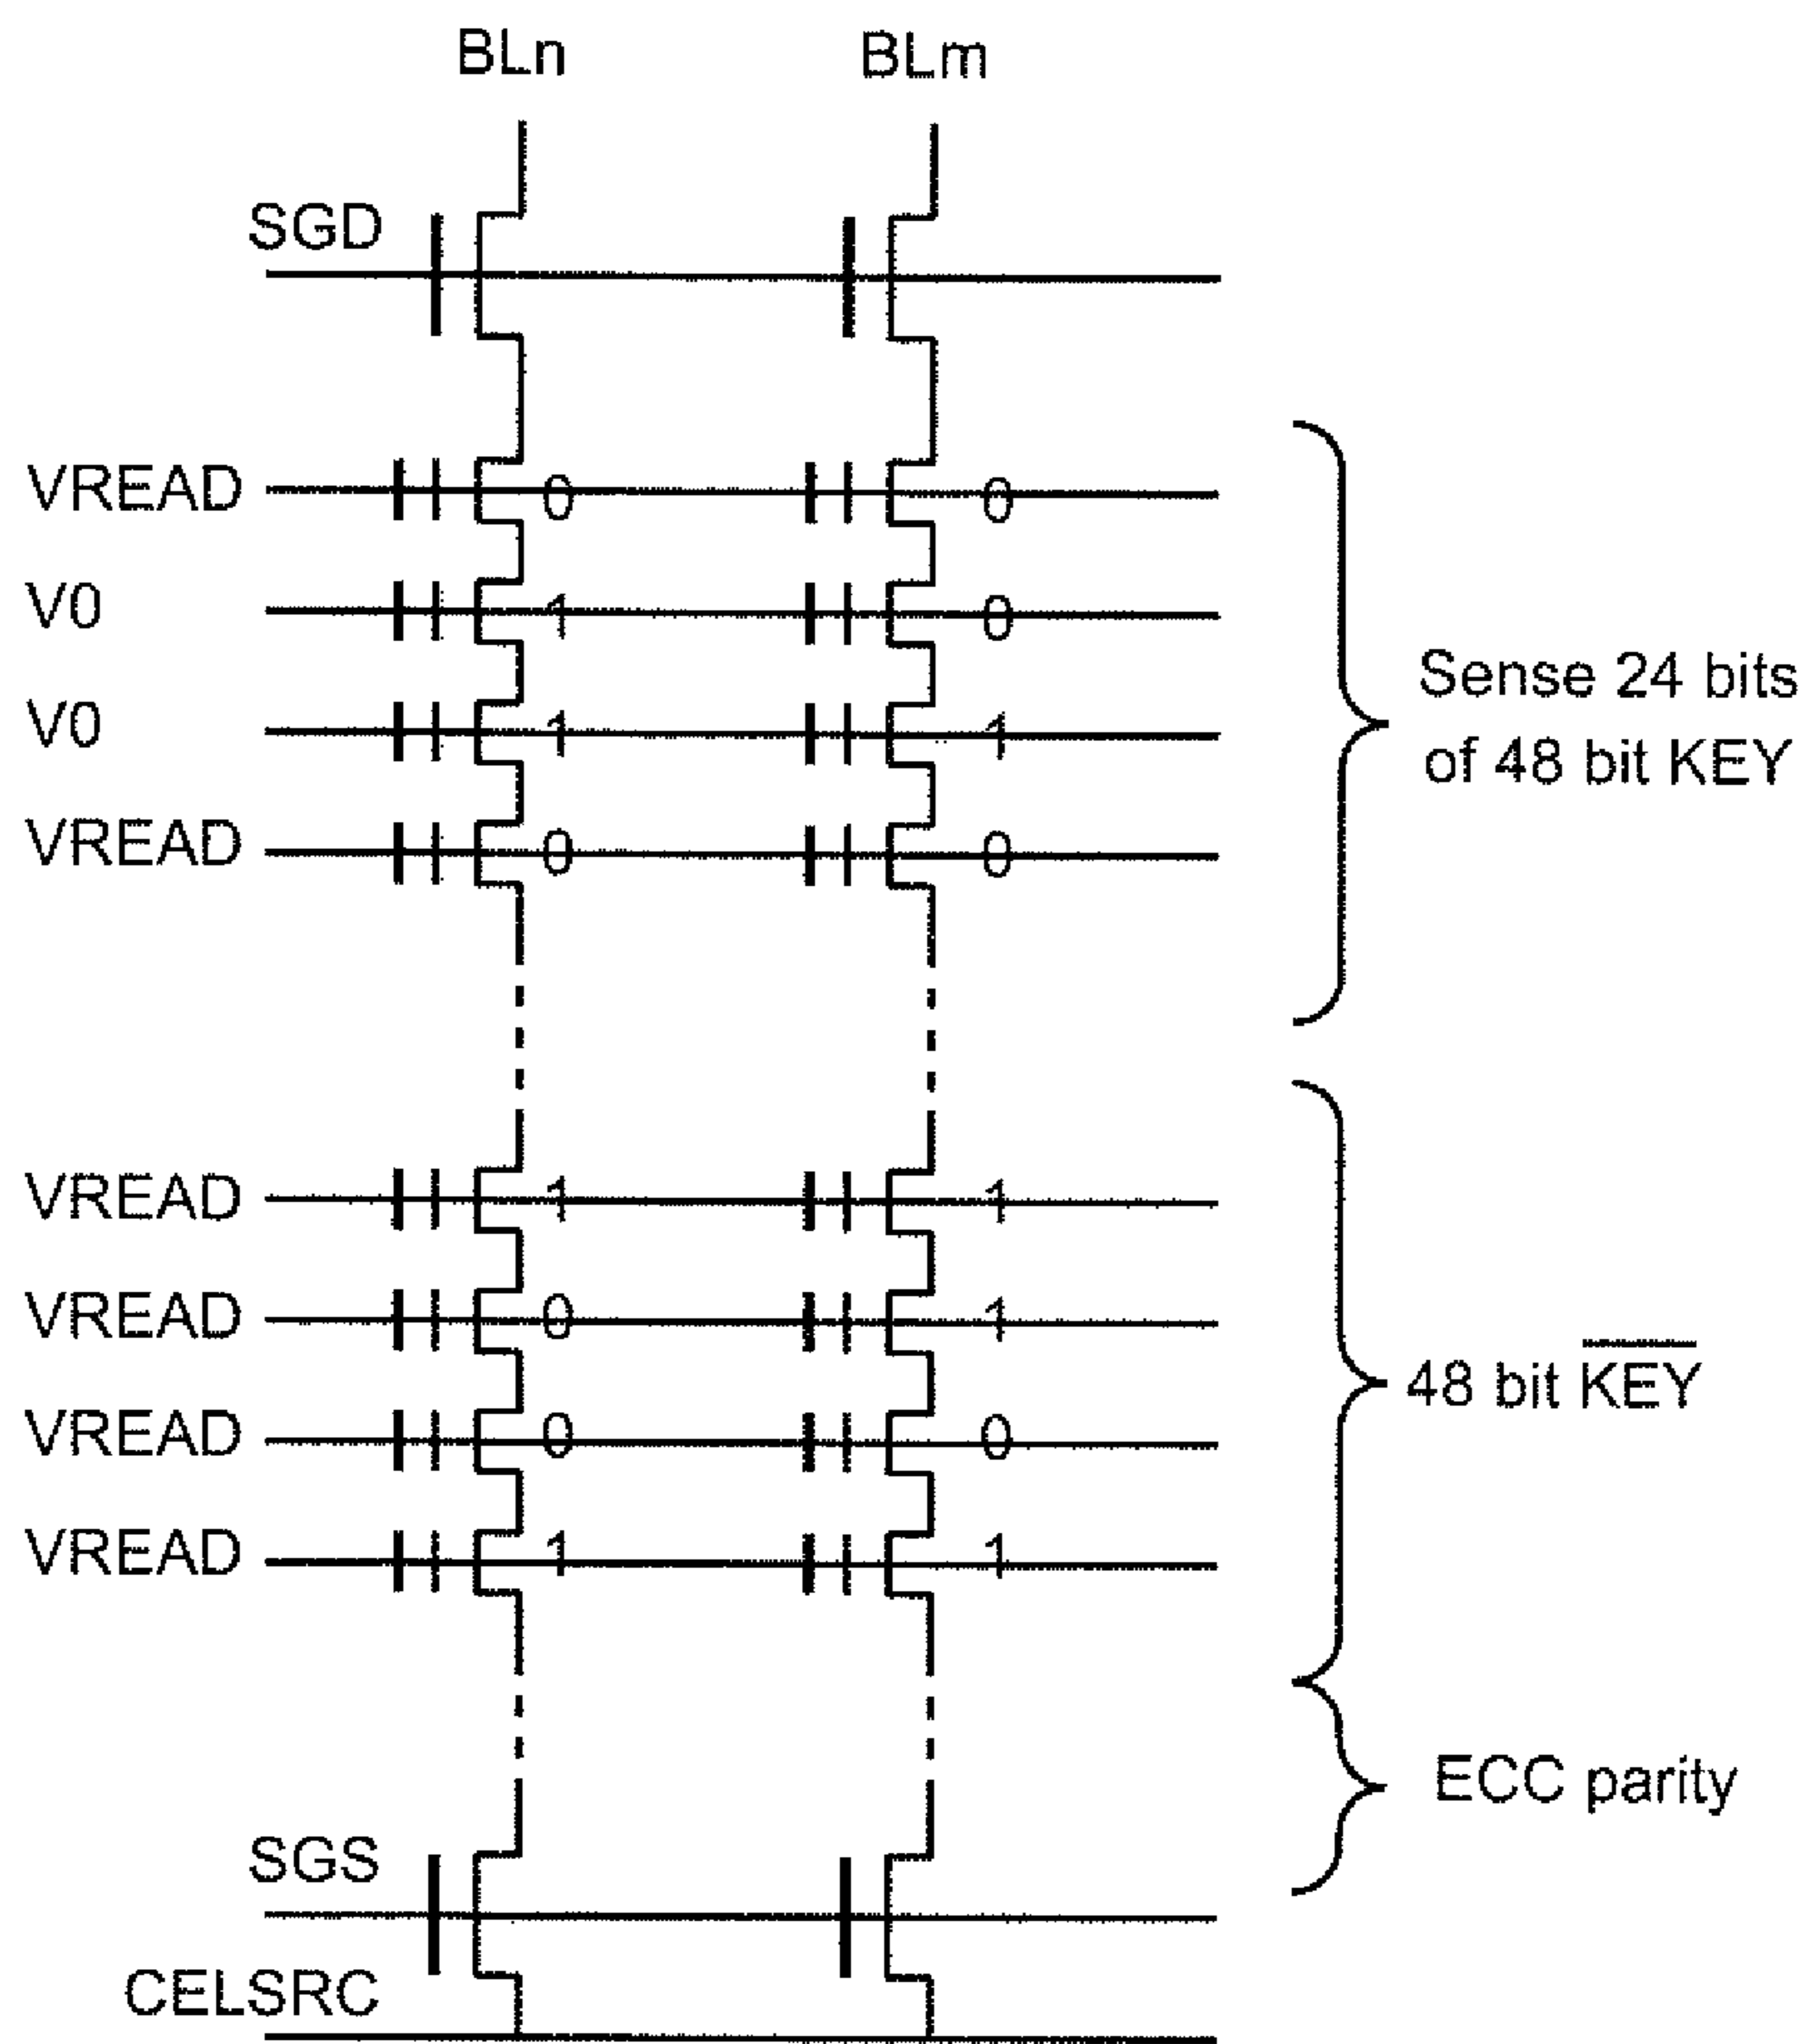 BLn BLm
SGD
VREAD 0 0
V0 1 0
V0 1 1
VREAD 0 0
Sense 24 bits
of 48 bit KEY
VREAD 1 1
VREAD 0 1
VREAD 0 0
VREAD 1 1
48 bit K̅E̅Y̅
ECC parity
SGS
CELSRC